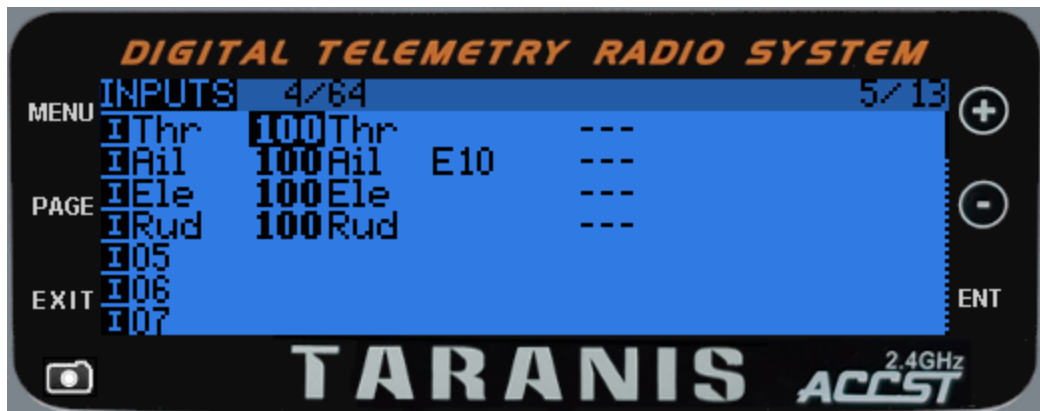 DIGITAL TELEMETRY RADIO SYSTEM
MENU
PAGE
EXIT
INPUTS 4/64 5/13
I Thr 100 Thr ---
I Ail 100 Ail E10 ---
I Ele 100 Ele ---
I Rud 100 Rud ---
I 05
I 06
I 07
+
-
ENT
TARANIS
2.4GHz
ACCST